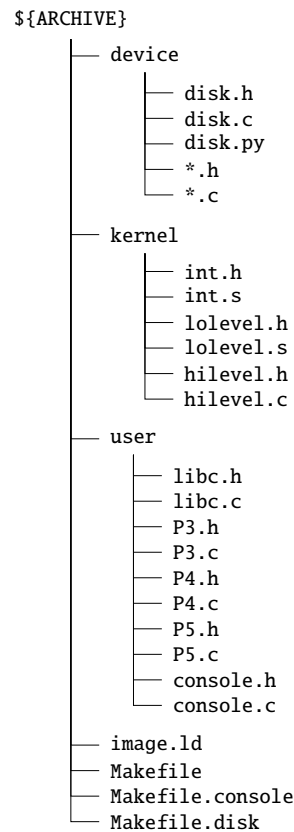 ${ARCHIVE}
device
disk.h
disk.c
disk.py
*.h
*.c
kernel
int.h
int.s
lolevel.h
lolevel.s
hilevel.h
hilevel.c
user
libc.h
libc.c
P3.h
P3.c
P4.h
P4.c
P5.h
P5.c
console.h
console.c
image.ld
Makefile
Makefile.console
Makefile.disk